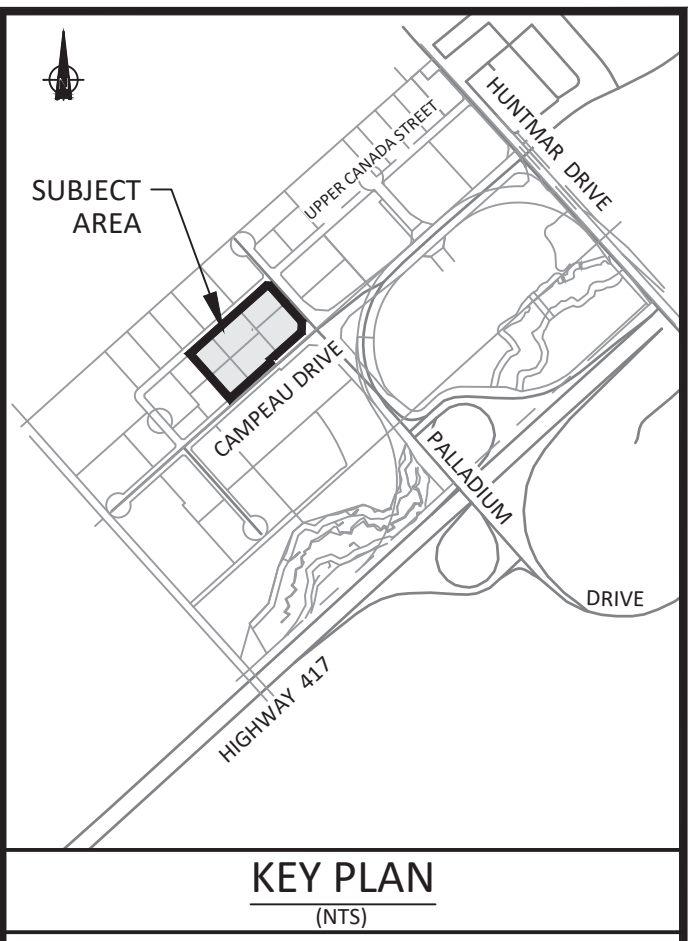 N
SUBJECT
AREA
UPPER CANADA STREET
HUNTMAR DRIVE
CAMPEAU DRIVE
PALLADIUM
DRIVE
HIGHWAY 417
KEY PLAN
(NTS)